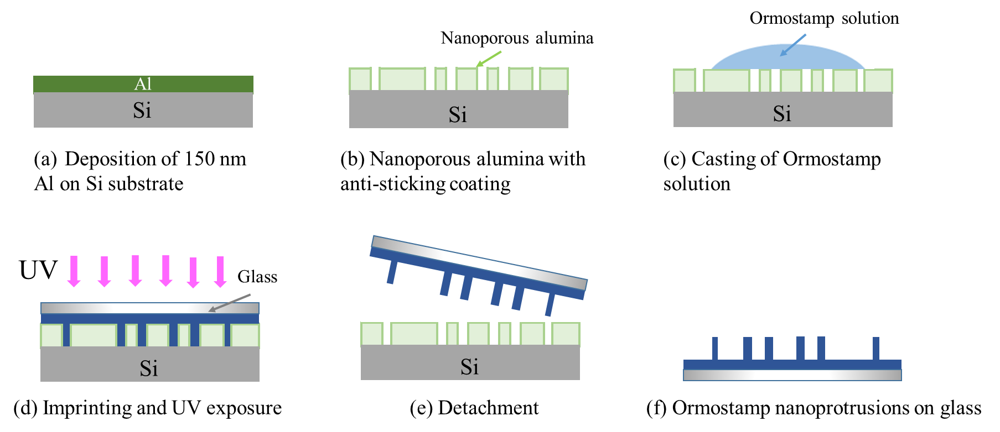 Al
Si
(a) Deposition of 150 nm
Al on Si substrate
Nanoporous alumina
Si
(b) Nanoporous alumina with
anti-sticking coating
Ormostamp solution
Si
(c) Casting of Ormostamp
solution
UV
Glass
Si
(d) Imprinting and UV exposure
Si
(e) Detachment
(f) Ormostamp nanoprotrusions on glass